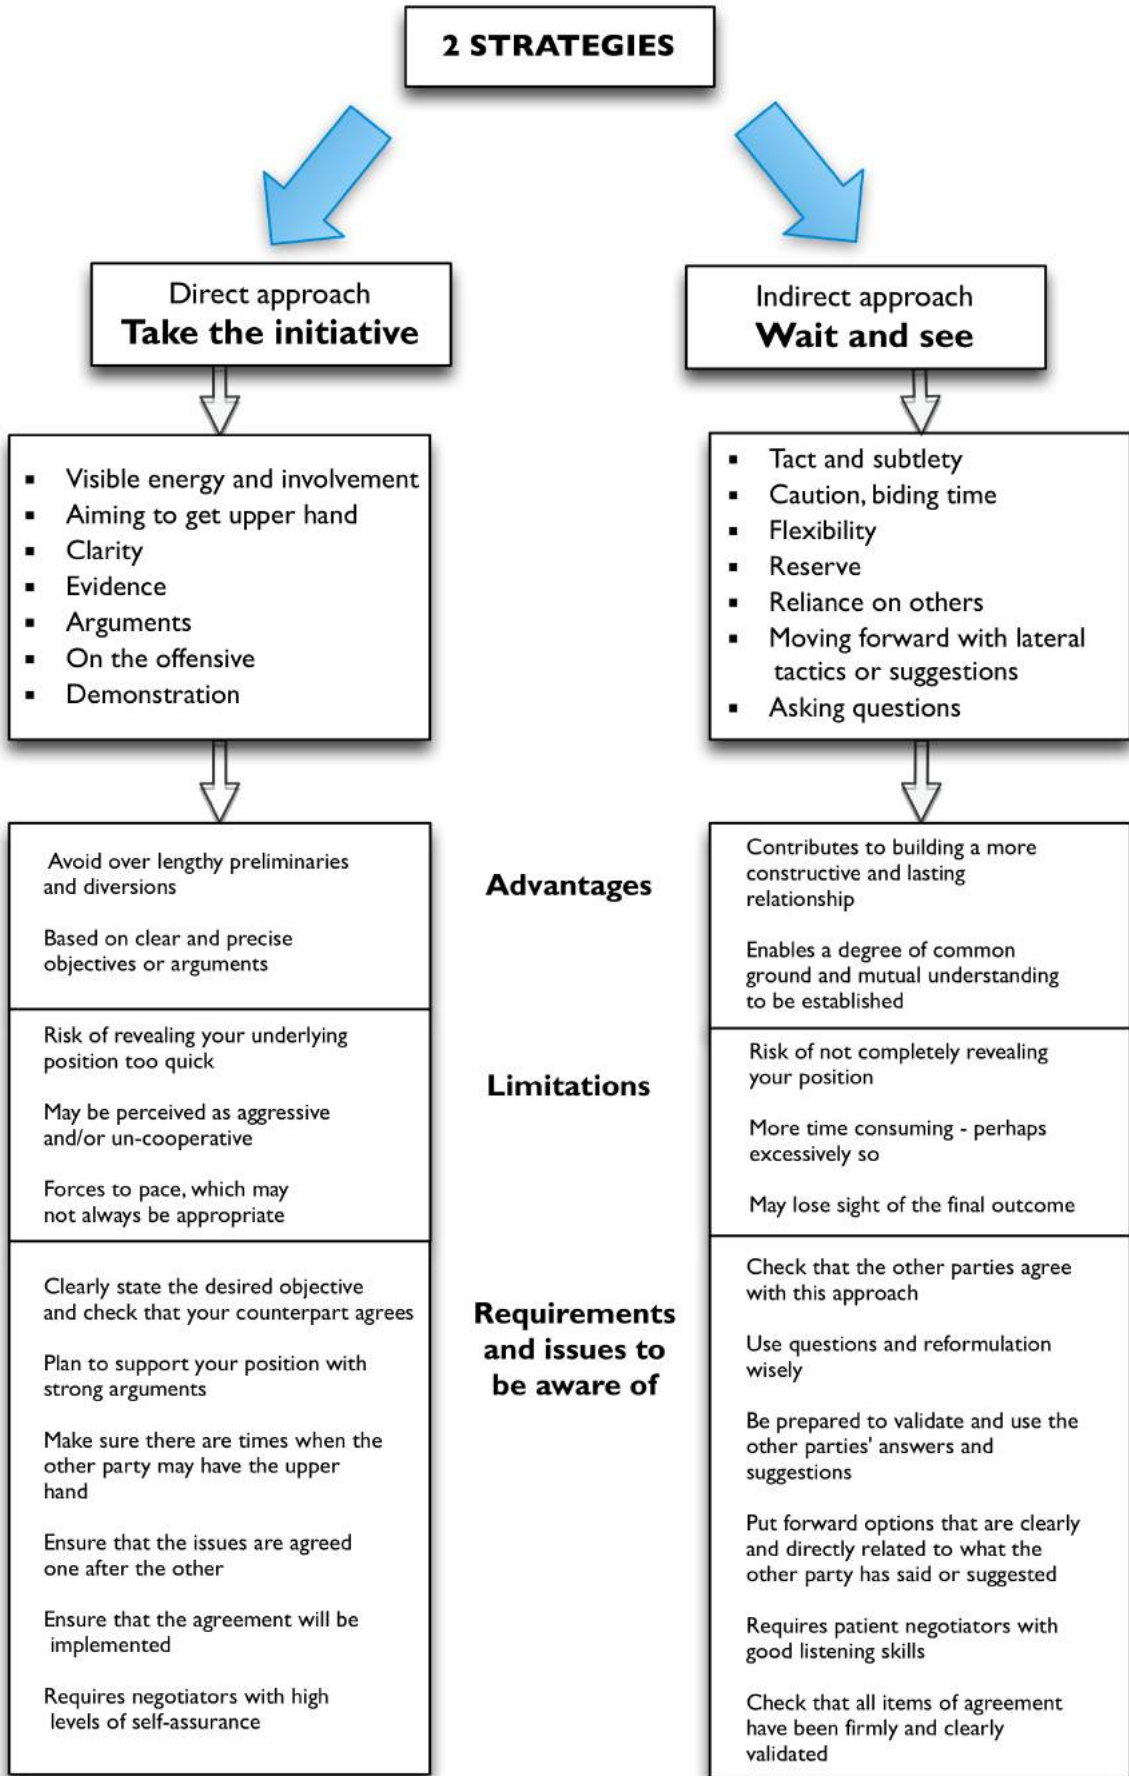 2 STRATEGIES
Direct approach
Take the initiative
Indirect approach
Wait and see
▪ Visible energy and involvement
▪ Aiming to get upper hand
▪ Clarity
▪ Evidence
▪ Arguments
▪ On the offensive
▪ Demonstration
▪ Tact and subtlety
▪ Caution, biding time
▪ Flexibility
▪ Reserve
▪ Reliance on others
▪ Moving forward with lateral
tactics or suggestions
▪ Asking questions
Advantages
Avoid over lengthy preliminaries
and diversions
Based on clear and precise
objectives or arguments
Contributes to building a more
constructive and lasting
relationship
Enables a degree of common
ground and mutual understanding
to be established
Limitations
Risk of revealing your underlying
position too quick
May be perceived as aggressive
and/or un-cooperative
Forces to pace, which may
not always be appropriate
Risk of not completely revealing
your position
More time consuming - perhaps
excessively so
May lose sight of the final outcome
Requirements
and issues to
be aware of
Clearly state the desired objective
and check that your counterpart agrees
Plan to support your position with
strong arguments
Make sure there are times when the
other party may have the upper
hand
Ensure that the issues are agreed
one after the other
Ensure that the agreement will be
implemented
Requires negotiators with high
levels of self-assurance
Check that the other parties agree
with this approach
Use questions and reformulation
wisely
Be prepared to validate and use the
other parties' answers and
suggestions
Put forward options that are clearly
and directly related to what the
other party has said or suggested
Requires patient negotiators with
good listening skills
Check that all items of agreement
have been firmly and clearly
validated